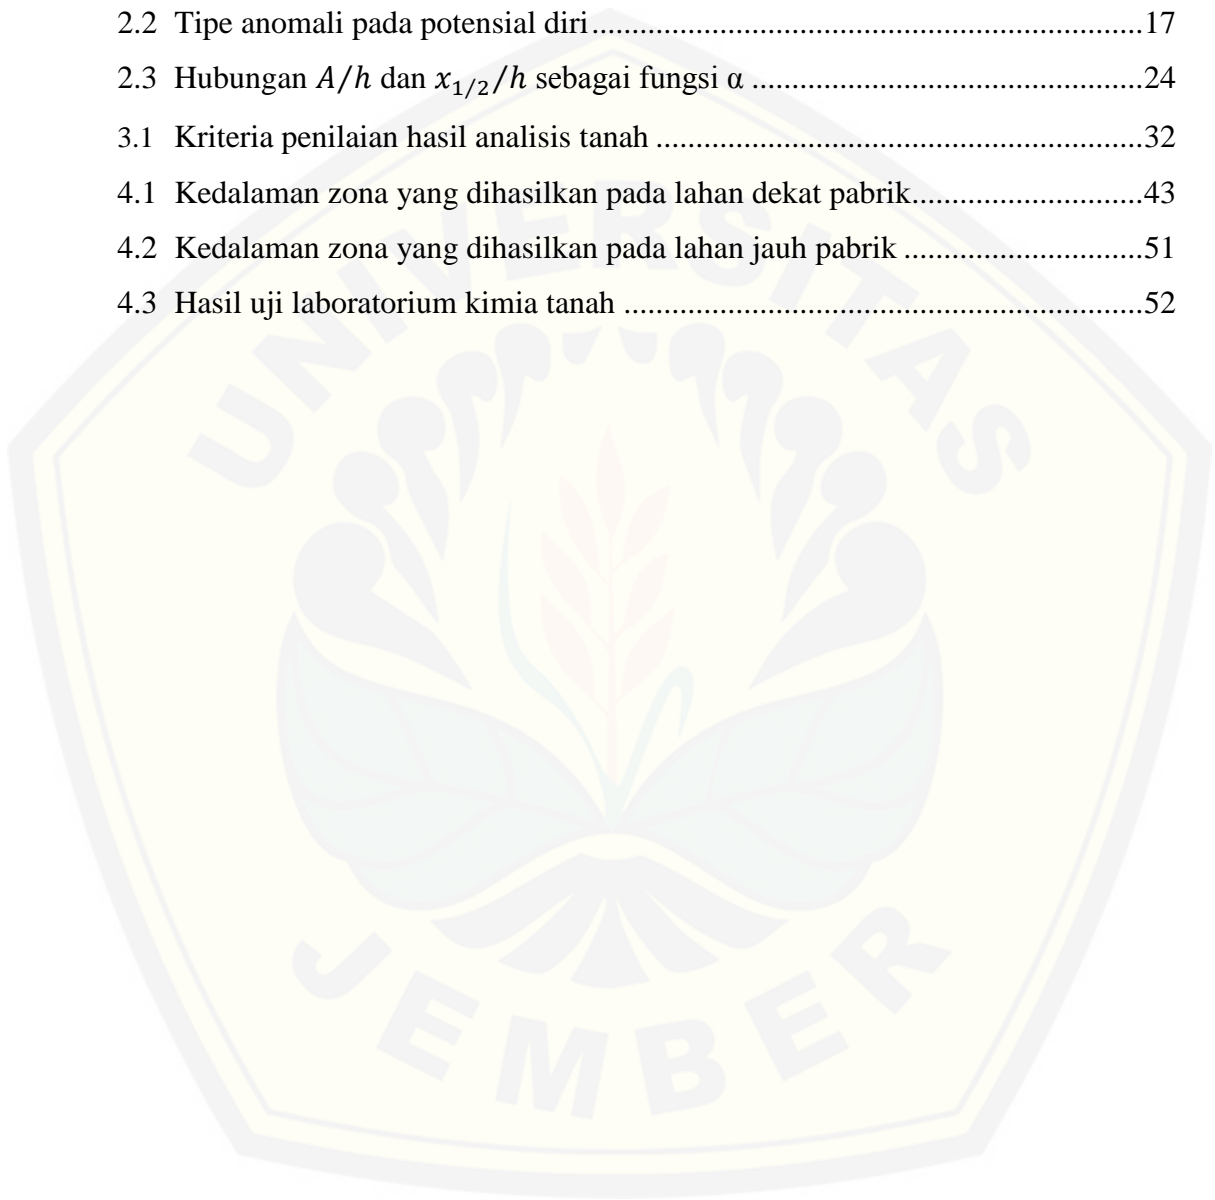 2.2 Tipe anomali pada potensial diri.....................................................................17
2.3 Hubungan A/h dan x₁/₂/h sebagai fungsi α .................................................24
3.1 Kriteria penilaian hasil analisis tanah .............................................................32
4.1 Kedalaman zona yang dihasilkan pada lahan dekat pabrik.............................43
4.2 Kedalaman zona yang dihasilkan pada lahan jauh pabrik ..............................51
4.3 Hasil uji laboratorium kimia tanah .................................................................52
UNIVERSITAS
JEMBER